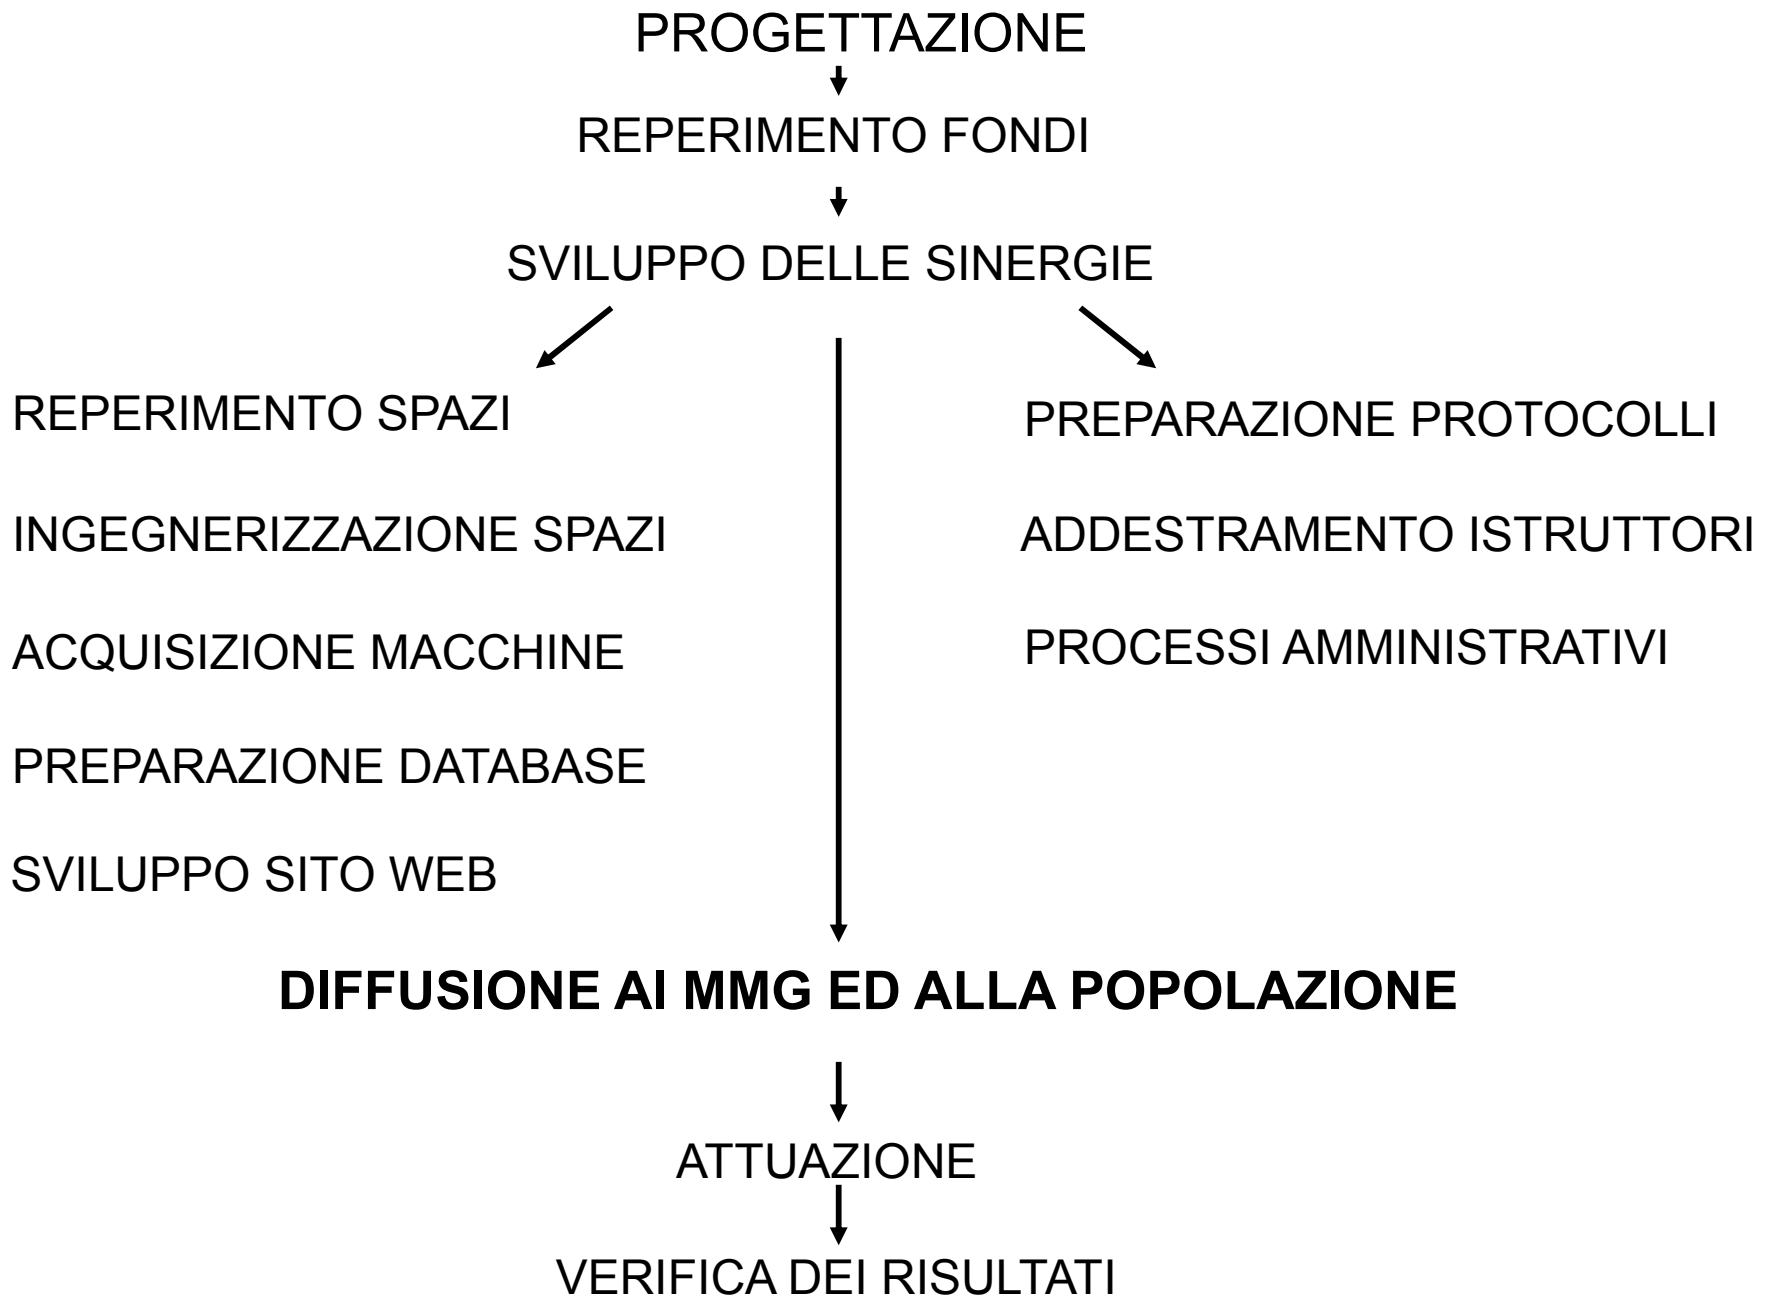 PROGETTAZIONE
REPERIMENTO FONDI
SVILUPPO DELLE SINERGIE
REPERIMENTO SPAZI
INGEGNERIZZAZIONE SPAZI
ACQUISIZIONE MACCHINE
PREPARAZIONE DATABASE
SVILUPPO SITO WEB
PREPARAZIONE PROTOCOLLI
ADDESTRAMENTO ISTRUTTORI
PROCESSI AMMINISTRATIVI
DIFFUSIONE AI MMG ED ALLA POPOLAZIONE
ATTUAZIONE
VERIFICA DEI RISULTATI